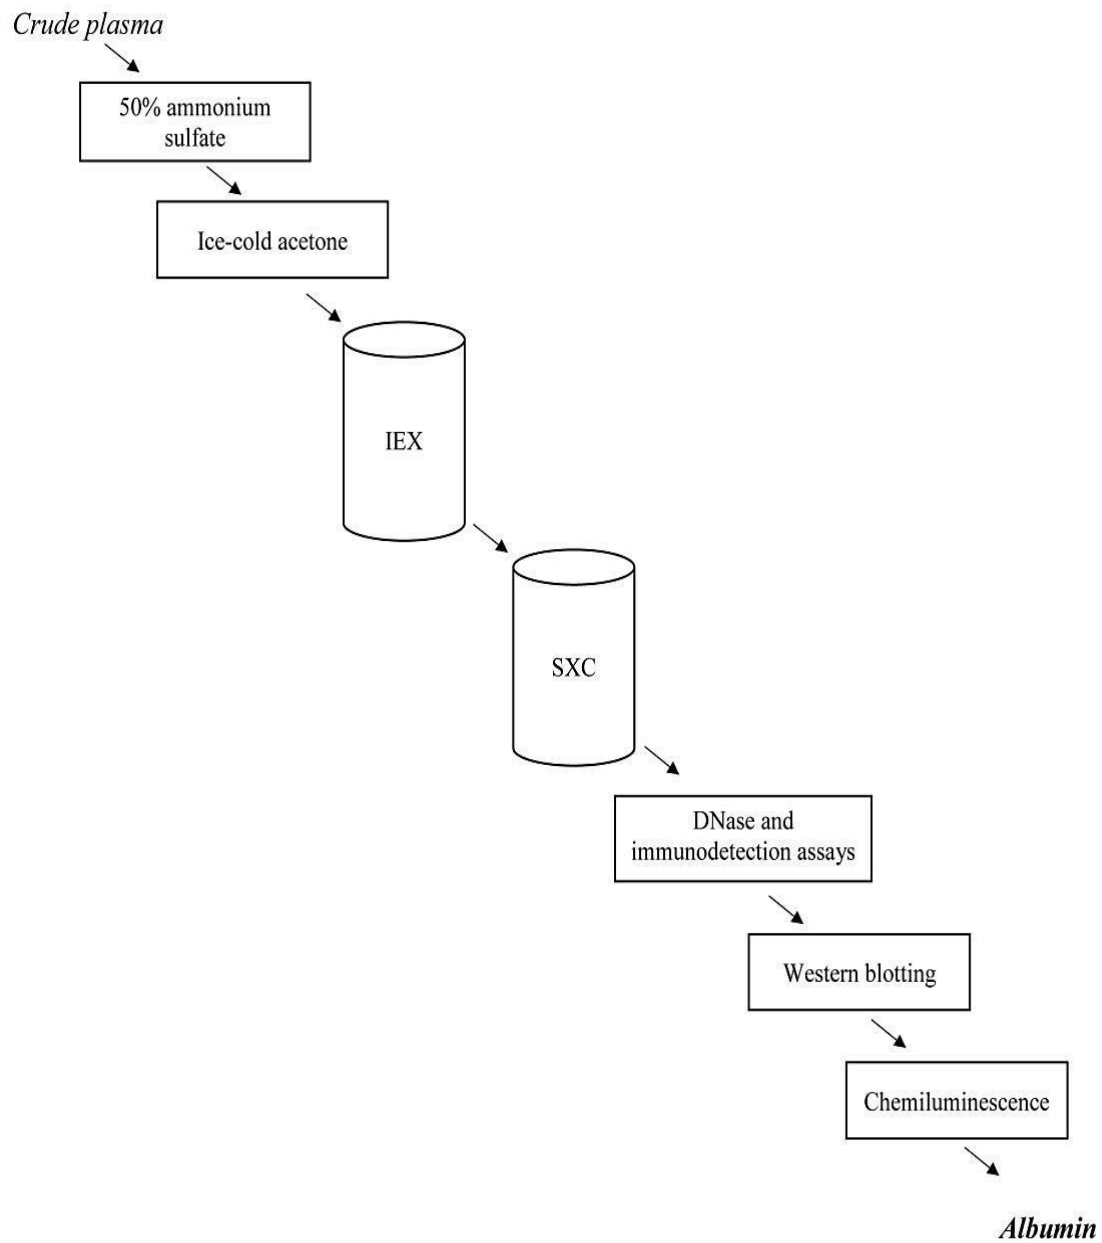 Crude plasma
50% ammonium
sulfate
Ice-cold acetone
IEX
SXC
DNase and
immunodetection assays
Western blotting
Chemiluminescence
Albumin